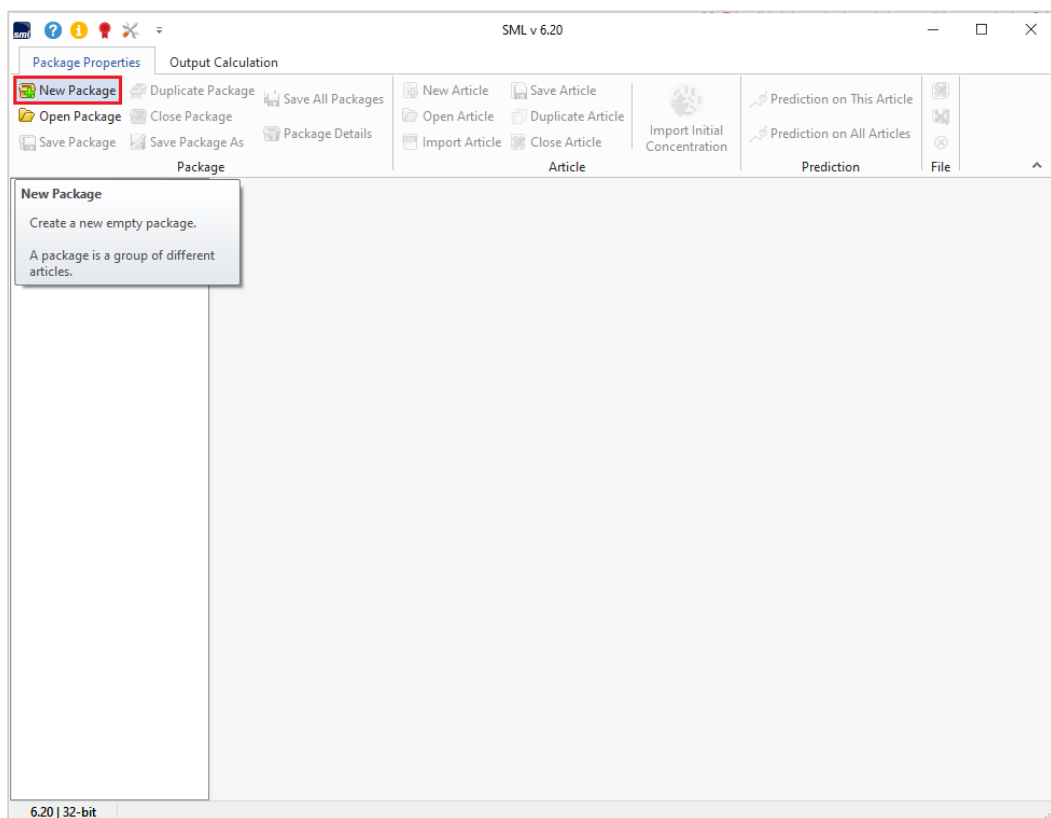 sml
SML v 6.20
Package Properties Output Calculation
New Package Duplicate Package Save All Packages New Article Save Article Prediction on This Article
Open Package Close Package Open Article Duplicate Article
Save Package Save Package As Package Details Import Article Close Article Import Initial Concentration Prediction on All Articles
Package Article Prediction File
New Package
Create a new empty package.
A package is a group of different
articles.
6.20 | 32-bit